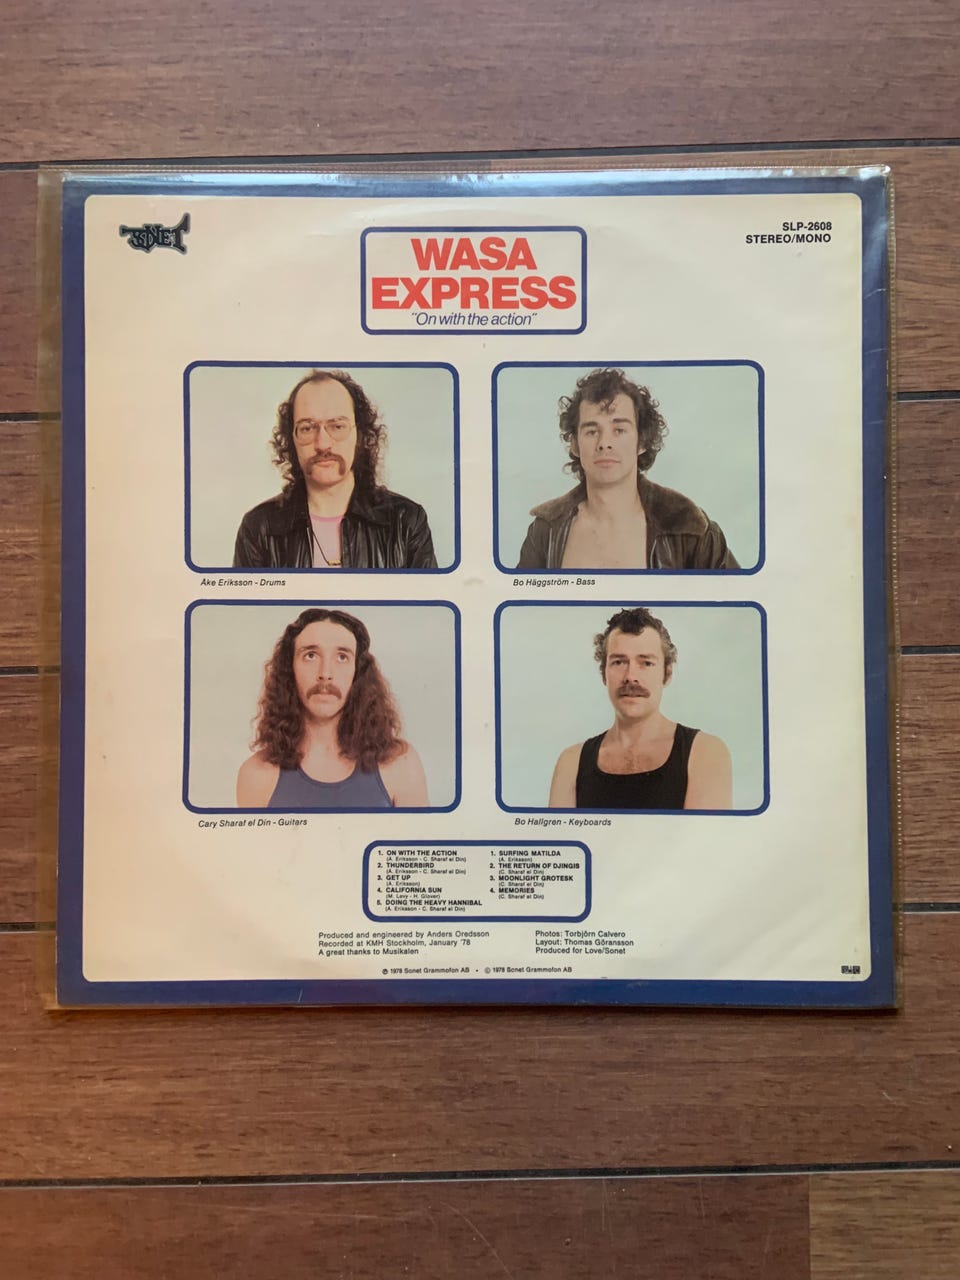 SONET
SLP-2608
STEREO/MONO
WASA
EXPRESS
"On with the action"
Åke Eriksson - Drums
Bo Häggström - Bass
Cary Sharaf el Din - Guitars
Bo Hallgren - Keyboards
1. ON WITH THE ACTION
(A. Eriksson - C. Sharaf el Din)
2. THUNDERBIRD
(A. Eriksson - C. Sharaf el Din)
3. GET UP
(A. Eriksson)
4. CALIFORNIA SUN
(M. Levy - H. Glover)
5. DOING THE HEAVY HANNIBAL
(A. Eriksson - C. Sharaf el Din)
1. SURFING MATILDA
(A. Eriksson)
2. THE RETURN OF DJINGIS
(C. Sharaf el Din)
3. MOONLIGHT GROTESK
(C. Sharaf el Din)
4. MEMORIES
(C. Sharaf el Din)
Produced and engineered by Anders Oredsson
Recorded at KMH Stockholm, January '78
A great thanks to Musikalen
Photos: Torbjörn Calvero
Layout: Thomas Göransson
Produced for Love/Sonet
℗ 1978 Sonet Grammofon AB • © 1978 Sonet Grammofon AB